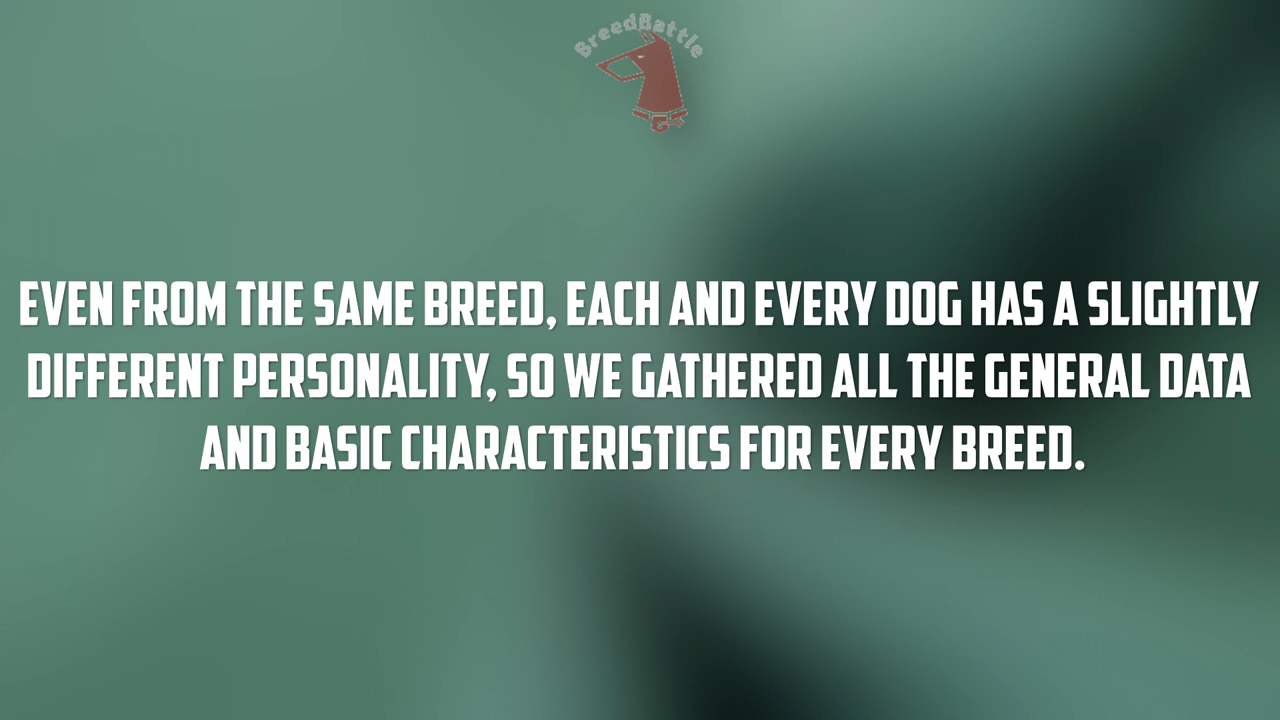 BreedBattle
EVEN FROM THE SAME BREED, EACH AND EVERY DOG HAS A SLIGHTLY
DIFFERENT PERSONALITY, SO WE GATHERED ALL THE GENERAL DATA
AND BASIC CHARACTERISTICS FOR EVERY BREED.